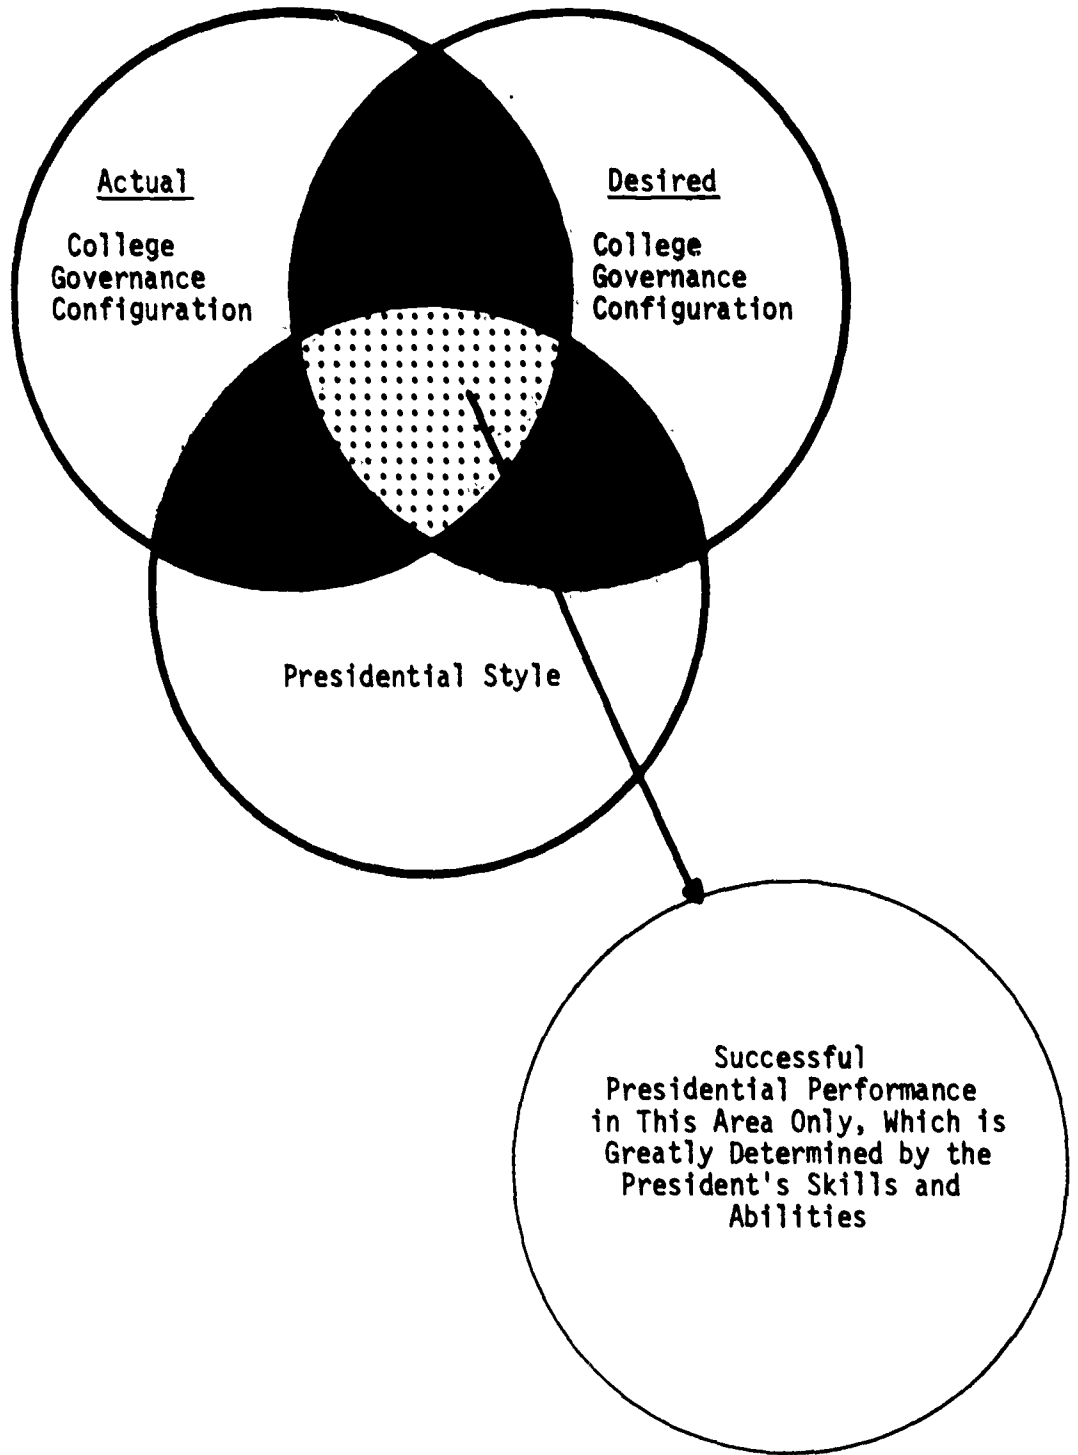 Actual
College
Governance
Configuration
Desired
College
Governance
Configuration
Presidential Style
Successful
Presidential Performance
in This Area Only, Which is
Greatly Determined by the
President's Skills and
Abilities